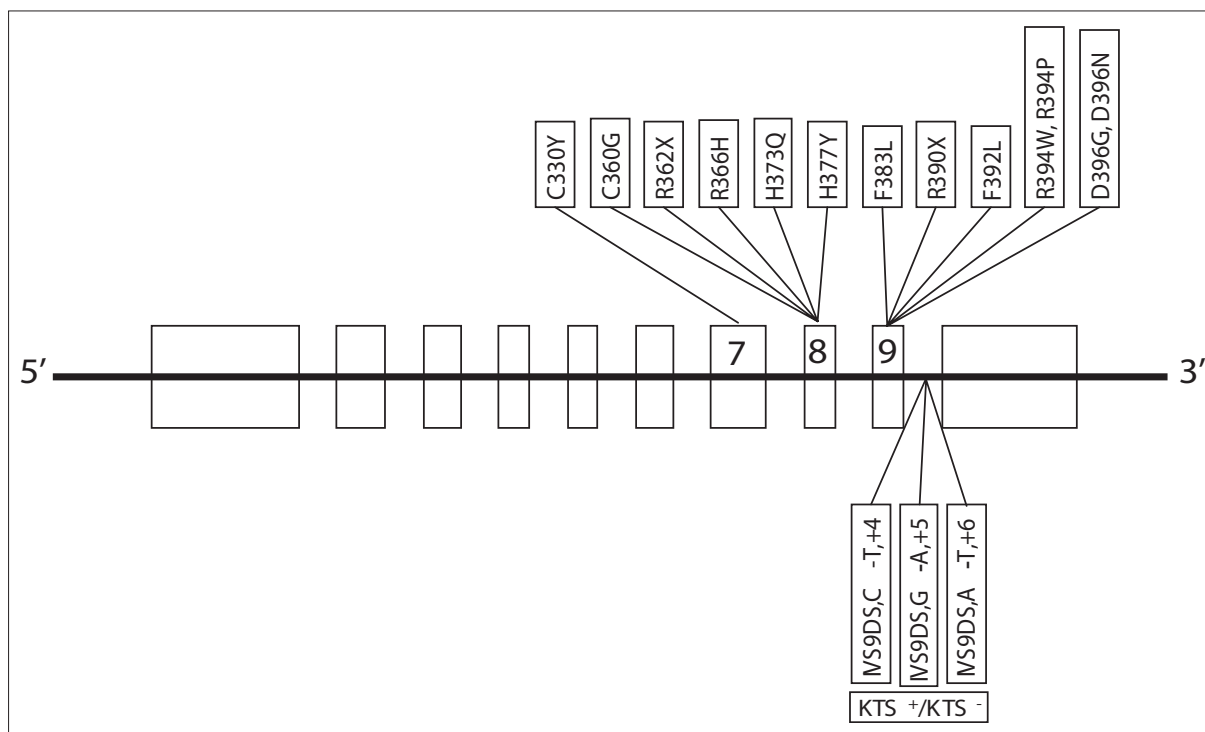 C330Y
C360G
R362X
R366H
H373Q
H377Y
F383L
R390X
F392L
R394W, R394P
D396G, D396N
5′
7
8
9
3′
IVS9DS,C -T,+4
IVS9DS,G -A,+5
IVS9DS,A -T,+6
KTS +/KTS -